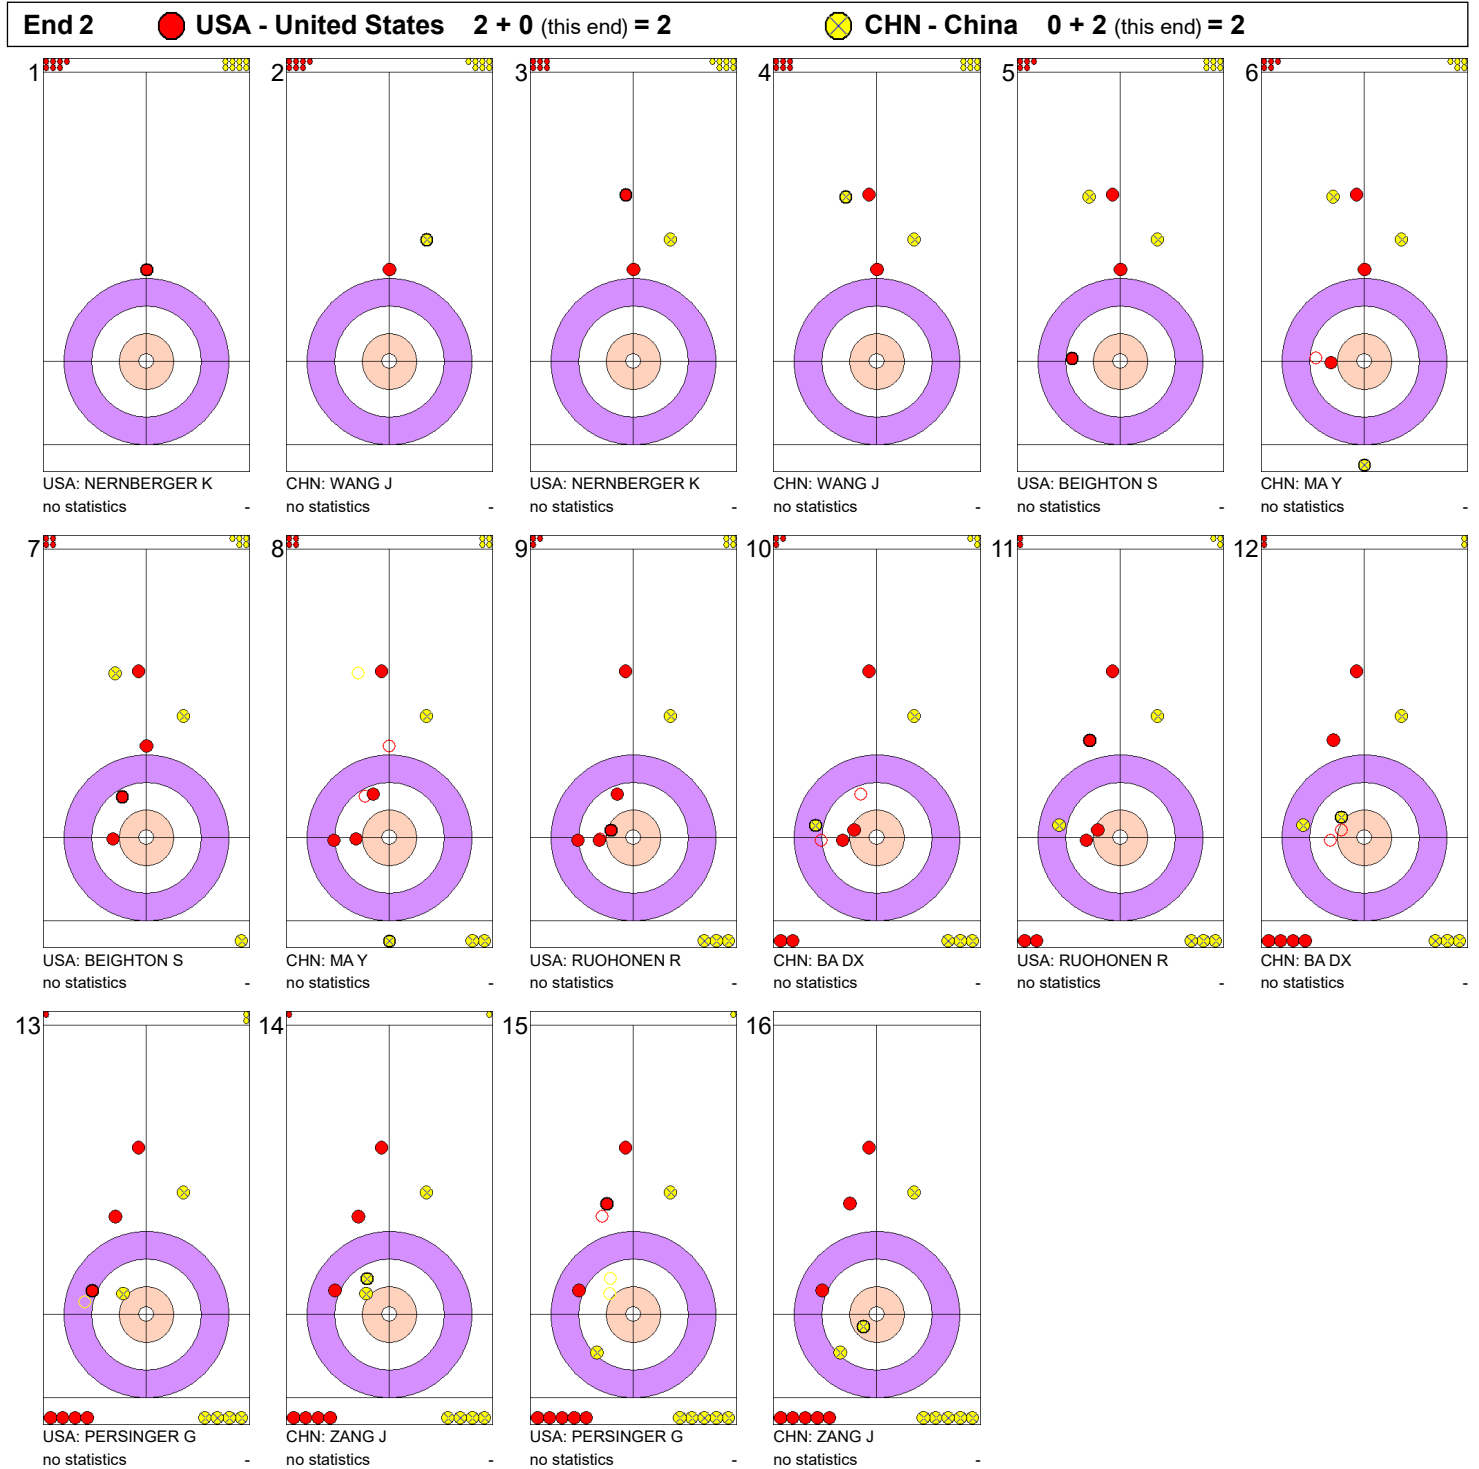 End 2 USA - United States 2 + 0 (this end) = 2 CHN - China 0 + 2 (this end) = 2
1 2 3 4 5 6
USA: NERNBERGER K CHN: WANG J USA: NERNBERGER K CHN: WANG J USA: BEIGHTON S CHN: MA Y
no statistics - no statistics - no statistics - no statistics - no statistics - no statistics -
7 8 9 10 11 12
USA: BEIGHTON S CHN: MA Y USA: RUOHONEN R CHN: BA DX USA: RUOHONEN R CHN: BA DX
no statistics - no statistics - no statistics - no statistics - no statistics - no statistics -
13 14 15 16
USA: PERSINGER G CHN: ZANG J USA: PERSINGER G CHN: ZANG J
no statistics - no statistics - no statistics - no statistics -